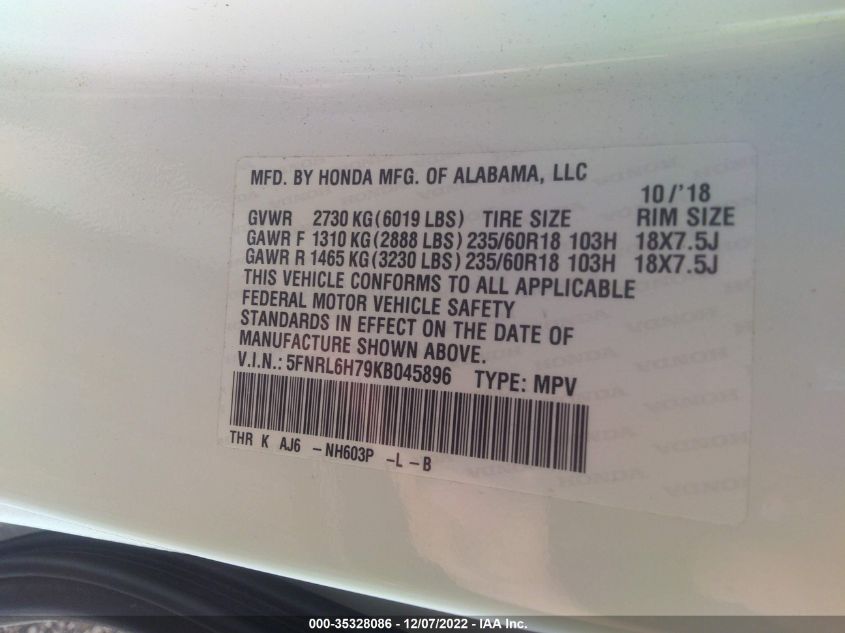 MFD. BY HONDA MFG. OF ALABAMA, LLC
10/'18
GVWR 2730 KG(6019 LBS) TIRE SIZE RIM SIZE
GAWR F 1310 KG(2888 LBS) 235/60R18 103H 18X7.5J
GAWR R 1465 KG(3230 LBS) 235/60R18 103H 18X7.5J
THIS VEHICLE CONFORMS TO ALL APPLICABLE
FEDERAL MOTOR VEHICLE SAFETY
STANDARDS IN EFFECT ON THE DATE OF
MANUFACTURE SHOWN ABOVE.
V.I.N.: 5FNRL6H79KB045896 TYPE: MPV
THR K AJ6 -NH603P -L-B
000-35328086 - 12/07/2022 - IAA Inc.